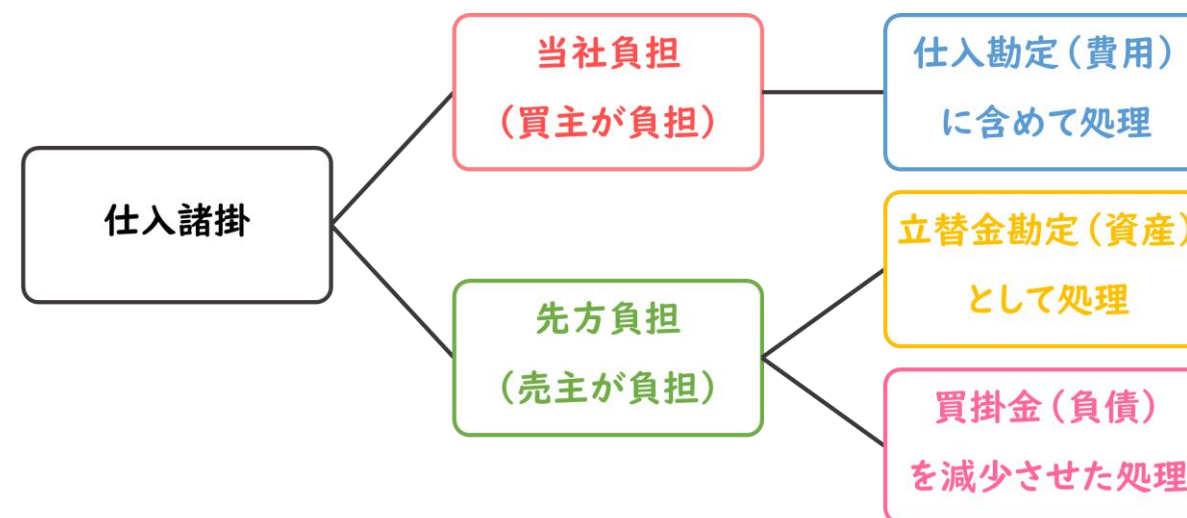 仕入諸掛
当社負担
(買主が負担)
仕入勘定(費用)
に含めて処理
先方負担
(売主が負担)
立替金勘定(資産)
として処理
買掛金(負債)
を減少させた処理